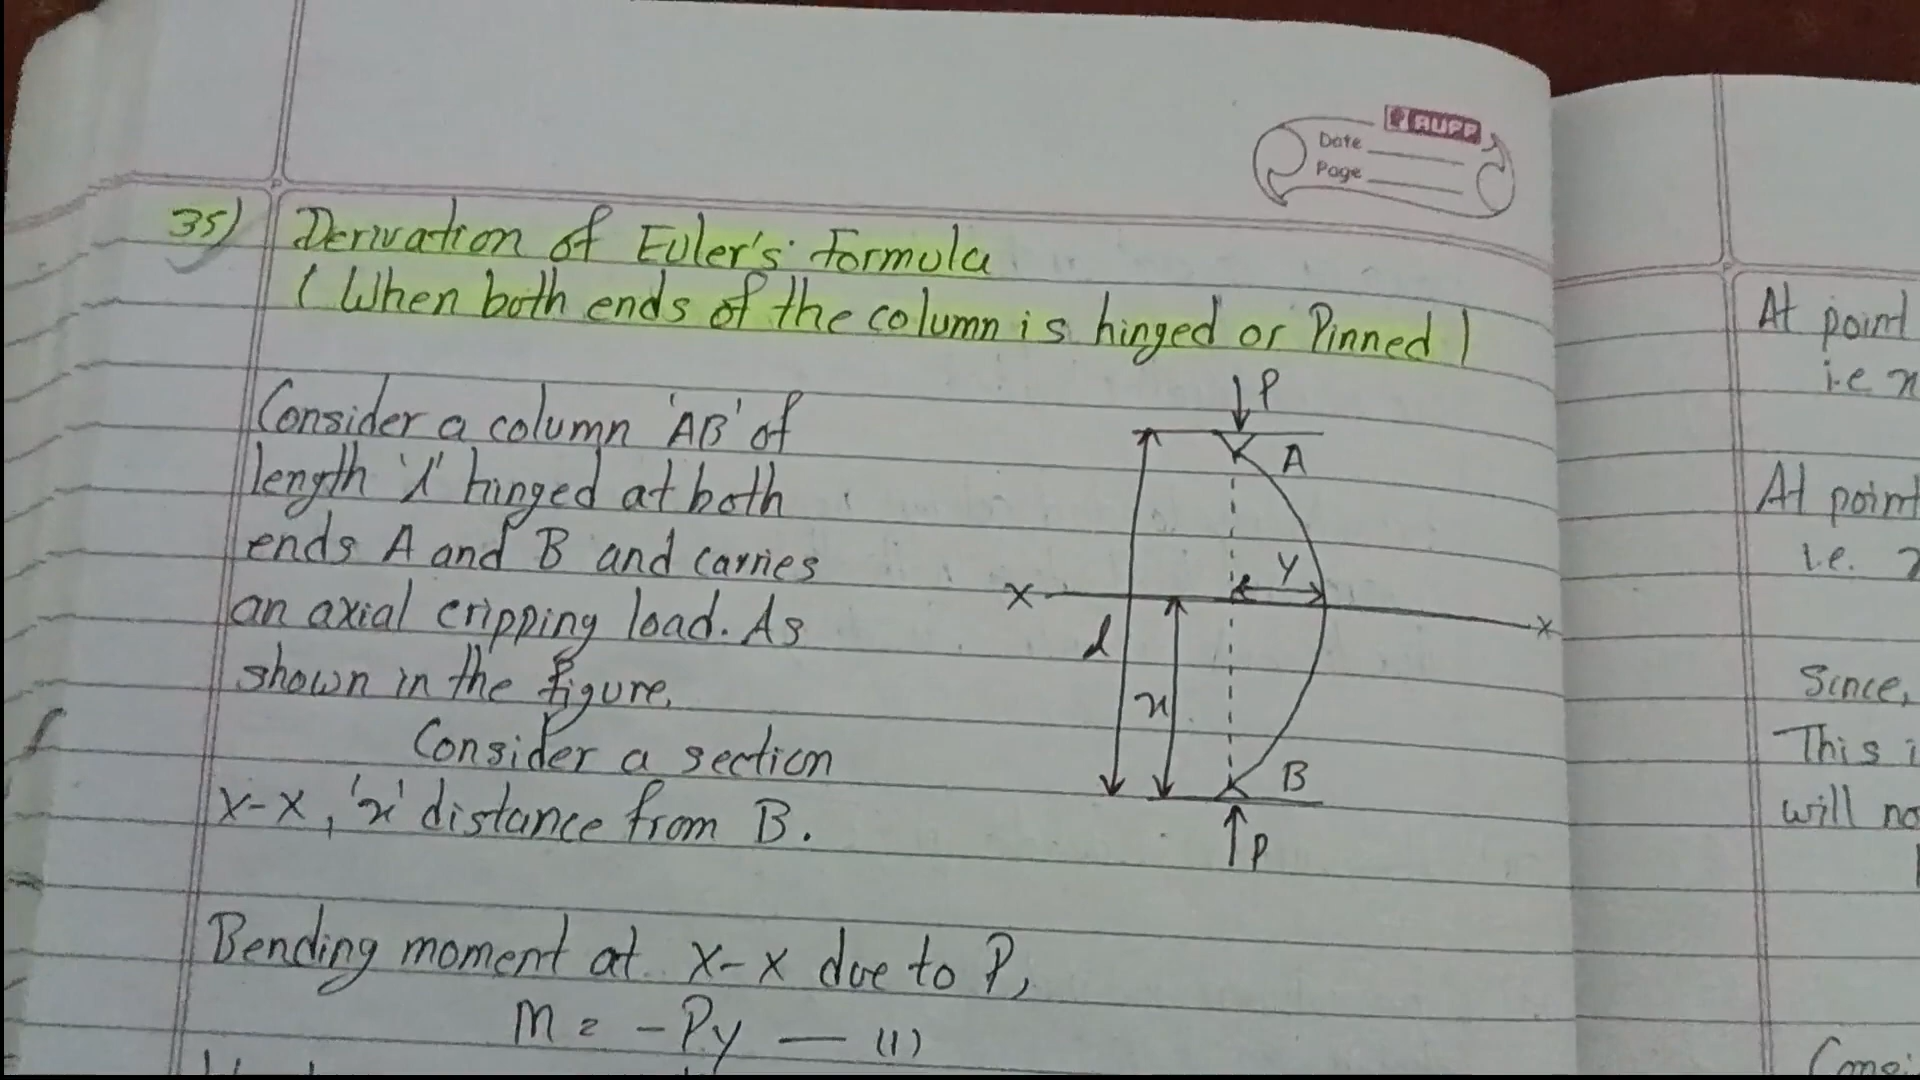 AUPP
Date
Page
35) Derivation of Euler's formula
(When both ends of the column is hinged or Pinned)
Consider a column 'AB' of
length 'l' hinged at both
ends A and B and carries
an axial cripping load. As
shown in the figure.
Consider a section
X-X, 'x' distance from B.
P
A
y
X
X
l
x
B
P
Bending moment at X-X due to P,
M = -Py — (1)
At point
i.e x
At point
i.e.
Since,
This i
will no